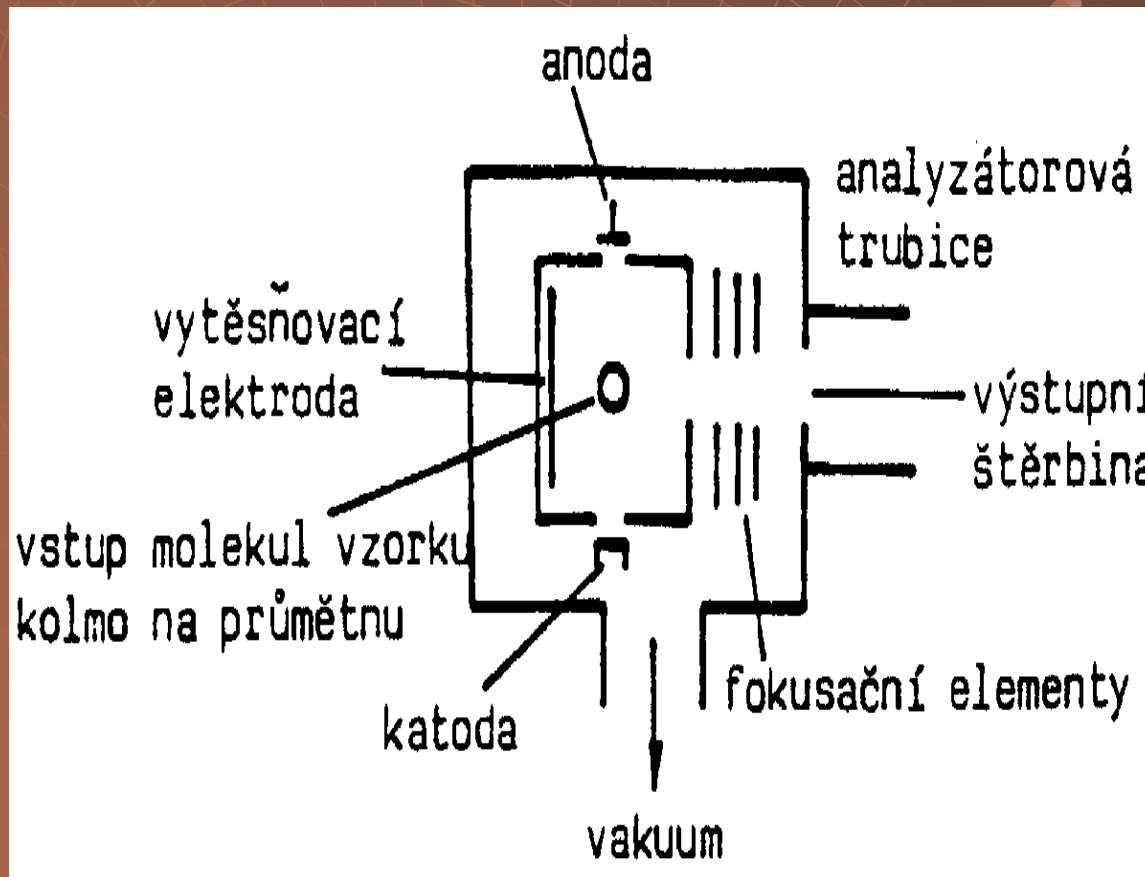 anoda
analyzátorová
trubice
vytěsňovací
elektroda
výstupní
štěrbina
vstup molekul vzorku
kolmo na průmětnu
fokusační elementy
katoda
vakuum